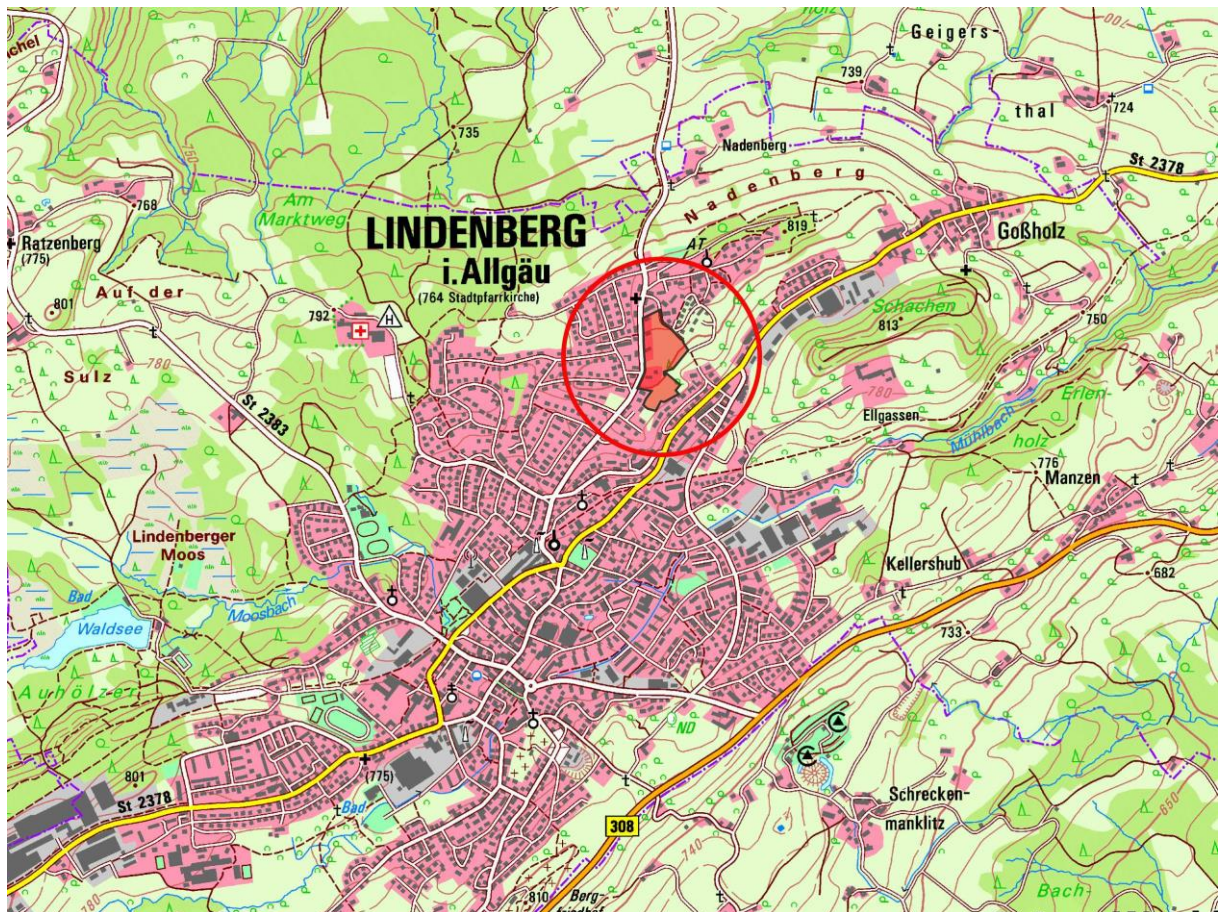 Geigers-
thal
739
724
735
Nadenberg
St 2378
Am
Marktweg
Nadenberg
768
LINDENBERG
i.Allgäu
(764 Stadtpfarrkirche)
AT
819
Goßholz
Ratzenberg
(775)
801
Auf der
792
H
Schachen
813
750
780
Sulz
780
St 2383
Ellgassen
Mühlbach
Erlen-
holz
776
Manzen
Lindenberger
Moos
Kellershub
682
Bad
Waldsee
Moosbach
733
Auhölzer
ND
801
St 2378
(775)
Bad
Schrecken-
manklitz
308
740
650
780
810
Berg-
friedhof
Bach-